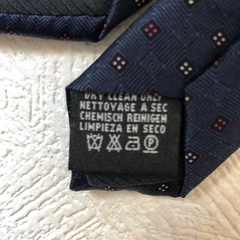 DRY CLEAN ONLY
NETTOYAGE A SEC
CHEMISCH REINIGEN
LIMPIEZA EN SECO
P